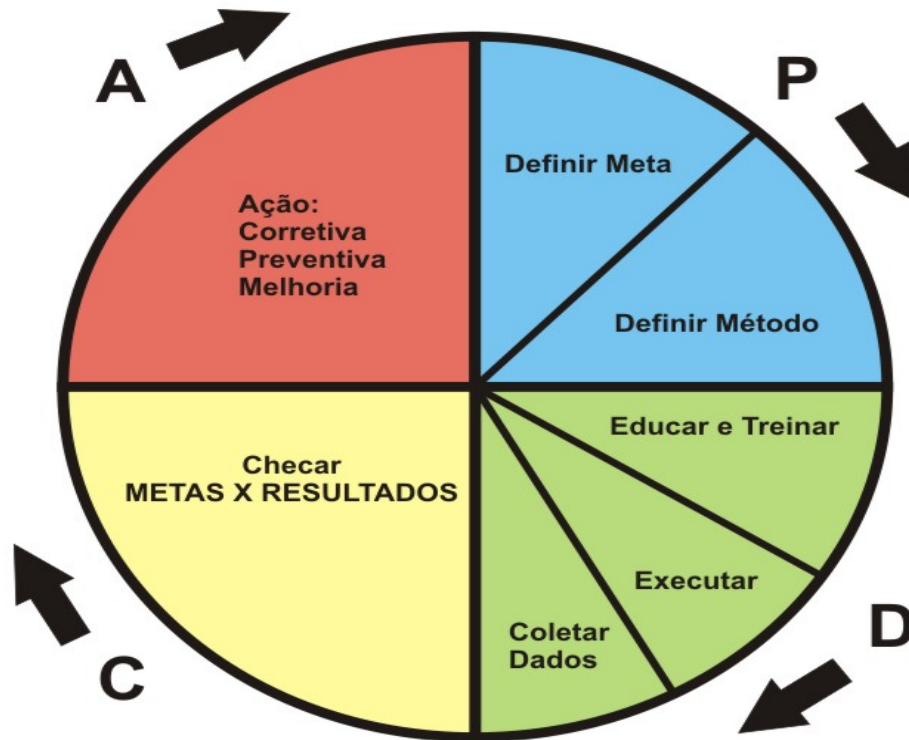 A
P
Definir Meta
Ação:
Corretiva
Preventiva
Melhoria
Definir Método
Educar e Treinar
Checar
METAS X RESULTADOS
Executar
Coletar
Dados
D
C